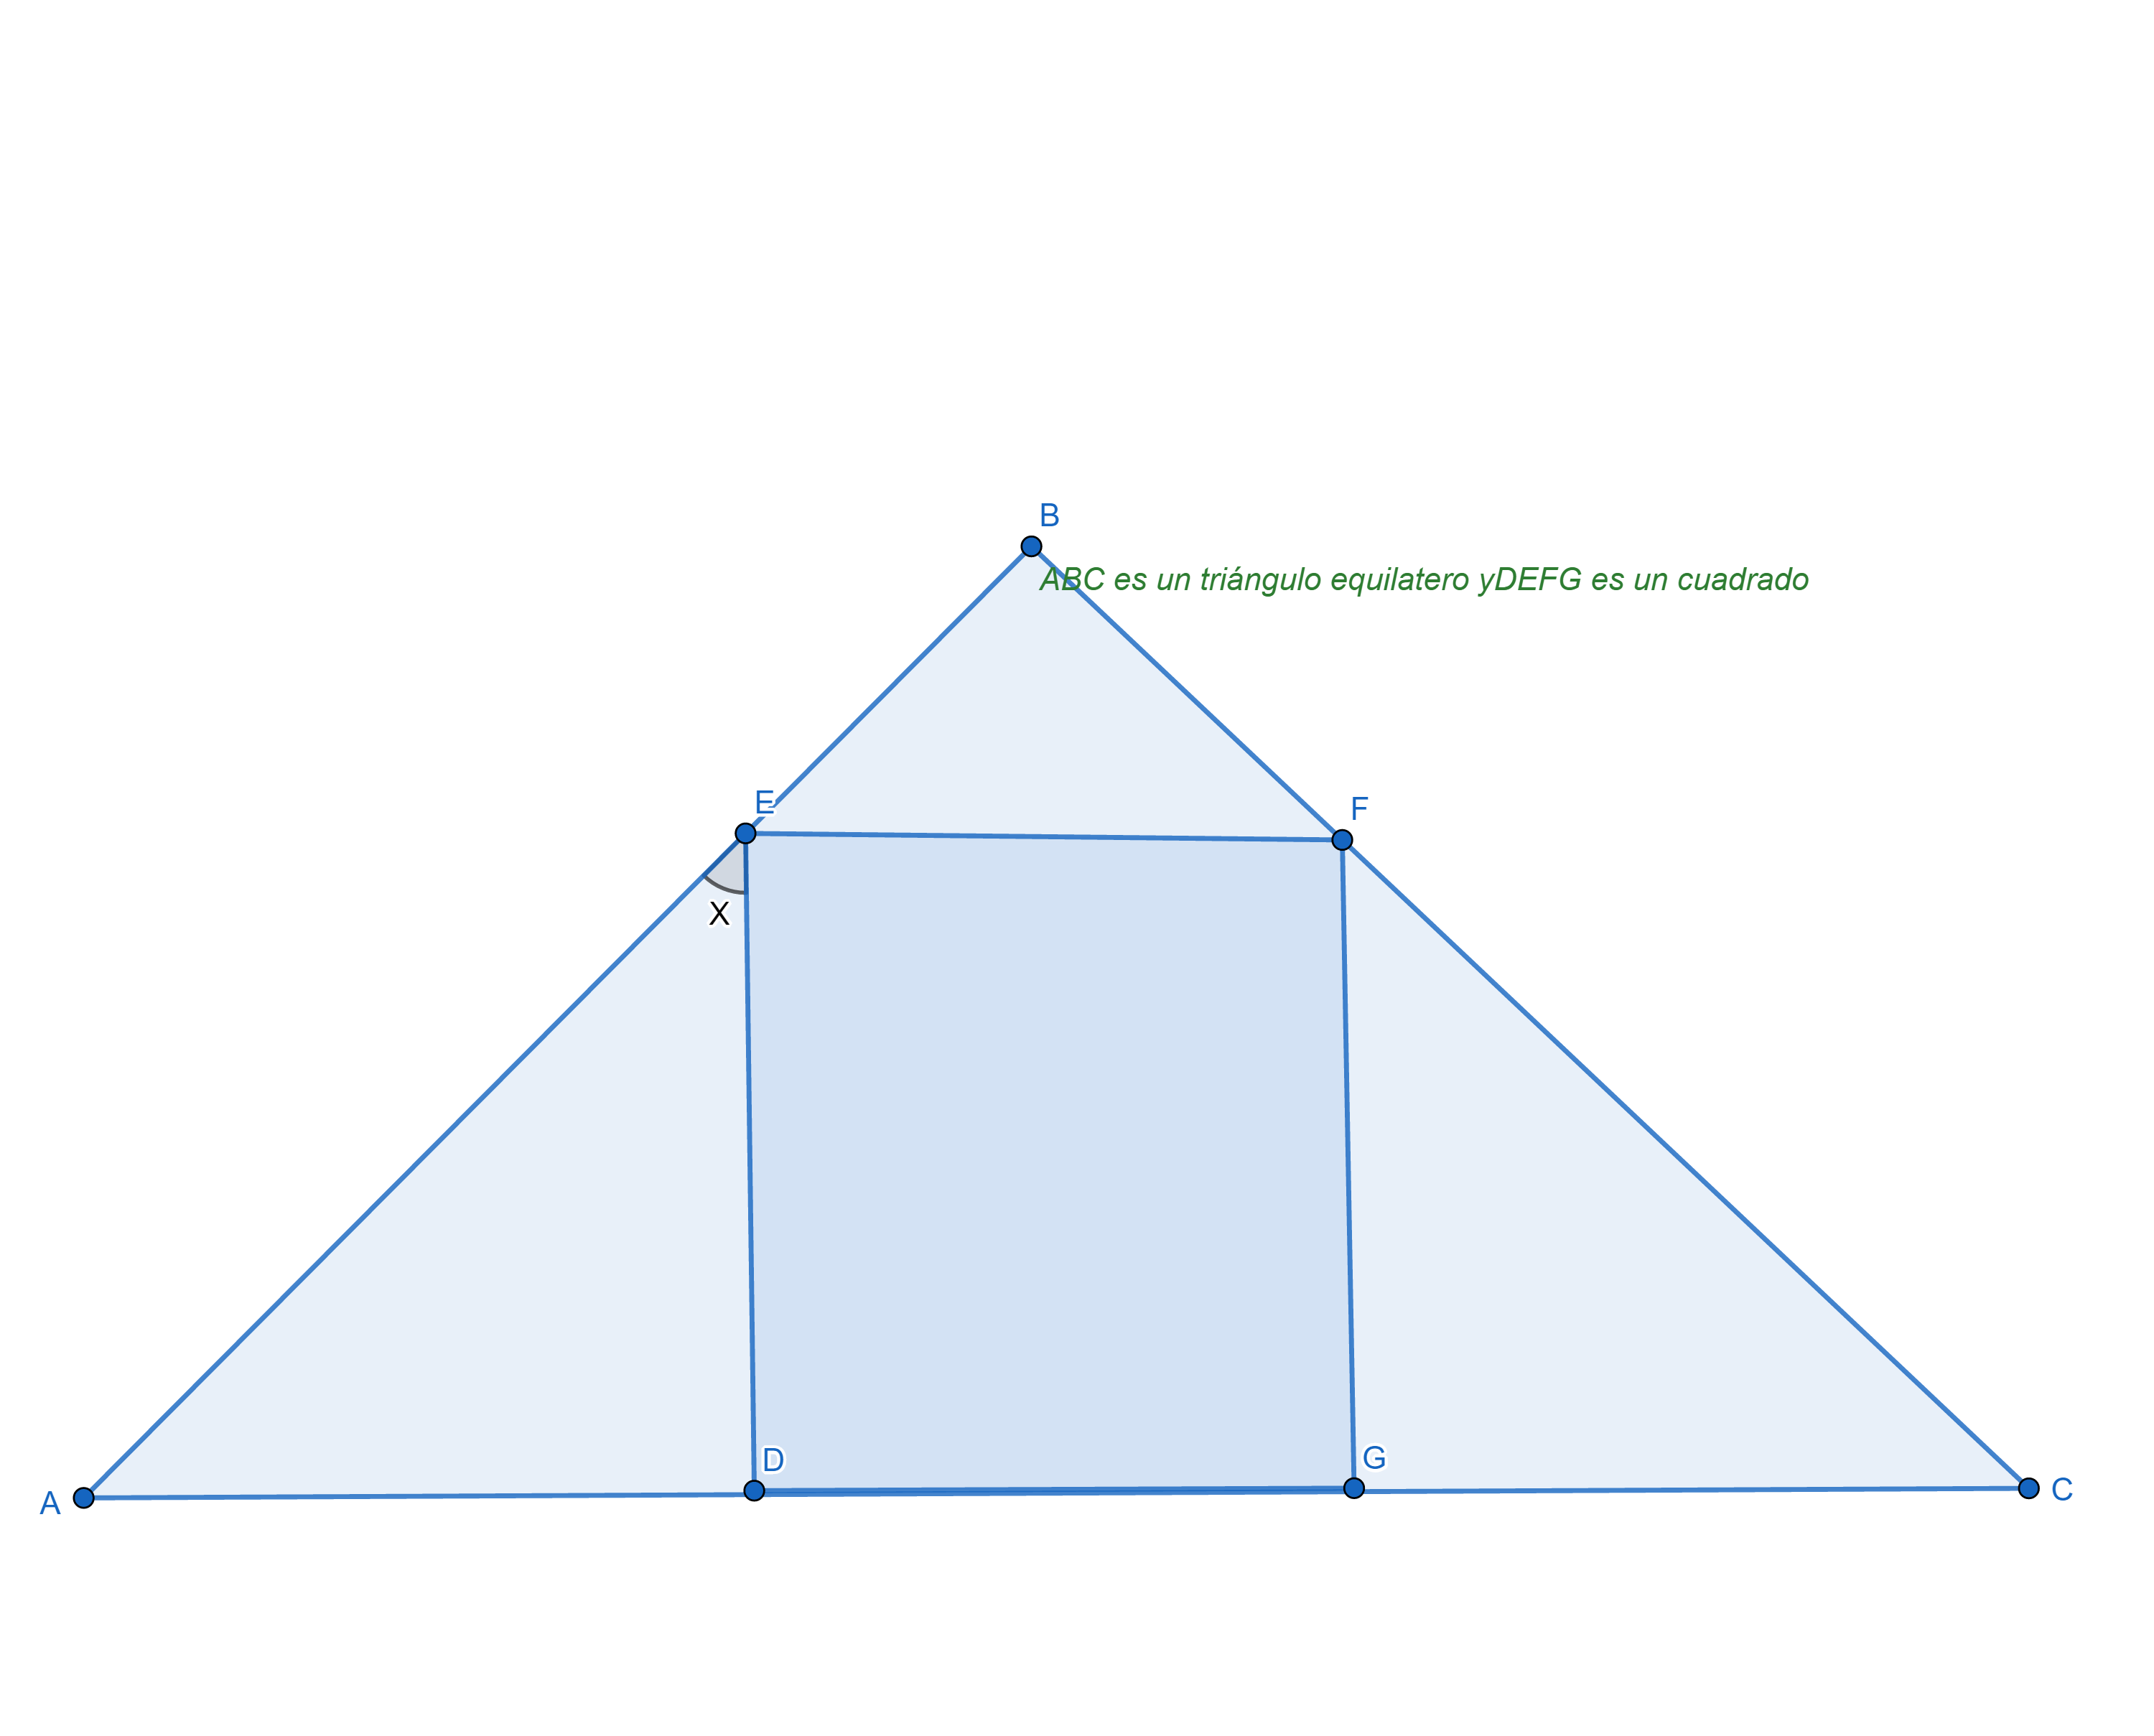 B
ABC es un triángulo equilatero yDEFG es un cuadrado
E
F
X
D
G
A
C